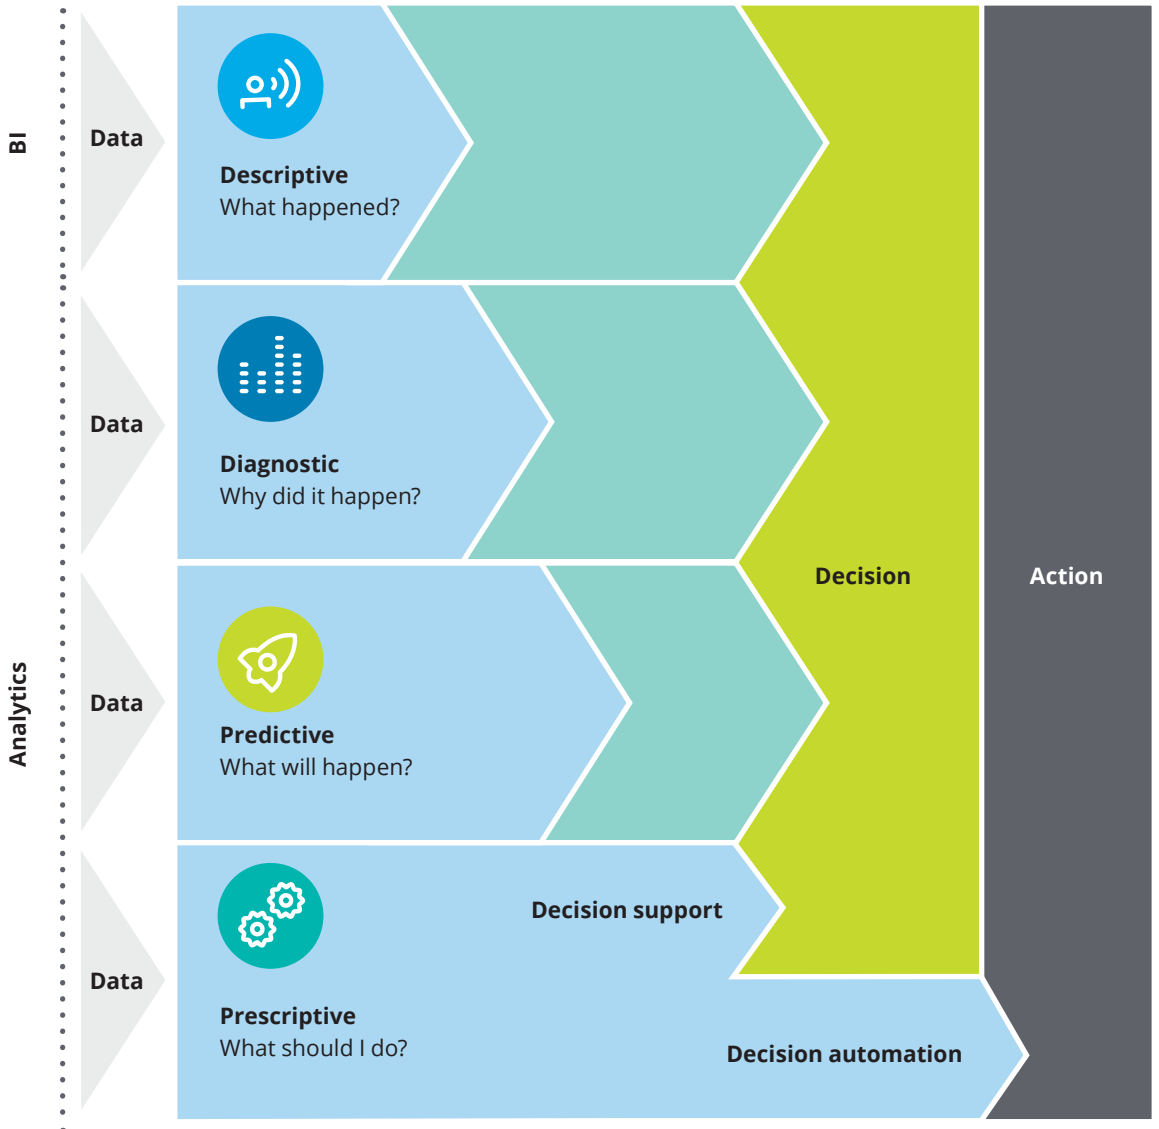 BI
Data
Descriptive
What happened?
Data
Diagnostic
Why did it happen?
Decision
Action
Analytics
Data
Predictive
What will happen?
Decision support
Data
Prescriptive
What should I do?
Decision automation